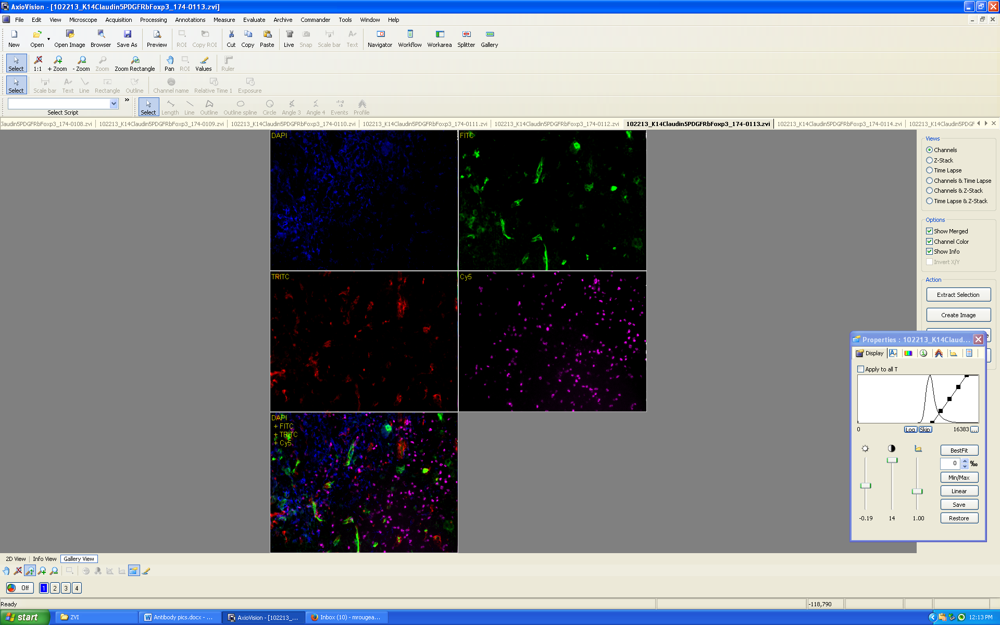 AxioVision - [102213_K14Claudin5PDGFRbFoxp3_174-0113.zvi]
File Edit View Microscope Acquisition Processing Annotations Measure Evaluate Archive Commander Tools Window Help
New Open Open Image Browser Save As Preview ROI Copy ROI Cut Copy Paste Live Snap Scale bar Text Navigator Workflow Workarea Splitter Gallery
Select 1:1 + Zoom - Zoom Zoom Zoom Rectangle Pan ROI Values Ruler
Select Scale bar Text Line Rectangle Outline Channel name Relative Time 1 Exposure
Select Script Select Length Line Outline Outline spline Circle Angle 3 Angle 4 Events Profile
Claudin5PDGFRbFoxp3_174-0108.zvi 102213_K14Claudin5PDGFRbFoxp3_174-0109.zvi 102213_K14Claudin5PDGFRbFoxp3_174-0110.zvi 102213_K14Claudin5PDGFRbFoxp3_174-0111.zvi 102213_K14Claudin5PDGFRbFoxp3_174-0112.zvi 102213_K14Claudin5PDGFRbFoxp3_174-0113.zvi 102213_K14Claudin5PDGFRbFoxp3_174-0114.zvi 102213_K14Claudin5PDGF
DAPI
FITC
TRITC
Cy5
DAPI
+ FITC
+ TRITC
+ Cy5
Views
Channels
Z-Stack
Time Lapse
Channels & Time Lapse
Channels & Z-Stack
Time Lapse & Z-Stack
Options
Show Merged
Channel Color
Show Info
Invert X/Y
Action
Extract Selection
Create Image
Properties : 102213_K14Claud...
Display
Apply to all T
0 Log Skip 16383 ...
BestFit
0 ‰
Min/Max
Linear
Save
-0.19 14 1.00 Restore
2D View Info View Gallery View
Off 1 2 3 4
Ready -118,790
start ZVI Antibody pics.docx - ... AxioVision - [102213_... Inbox (10) - mrougea... 12:13 PM